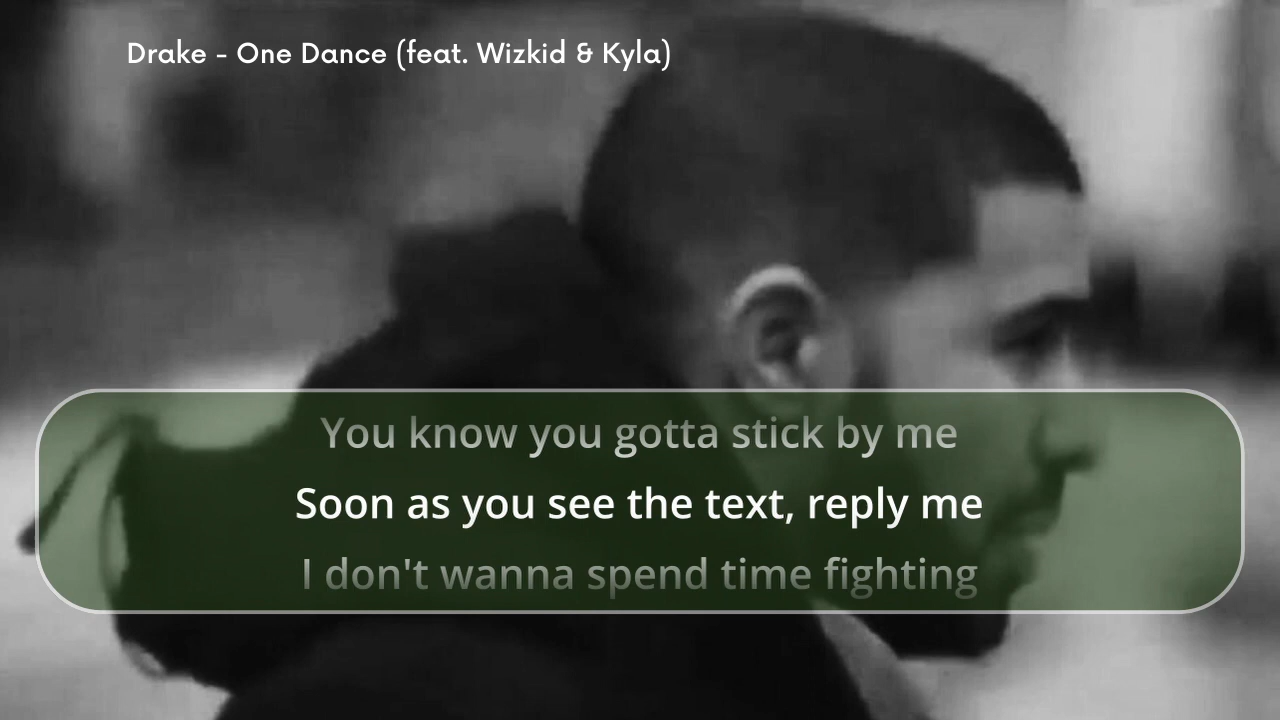 Drake - One Dance (feat. Wizkid & Kyla)
You know you gotta stick by me
Soon as you see the text, reply me
I don't wanna spend time fighting